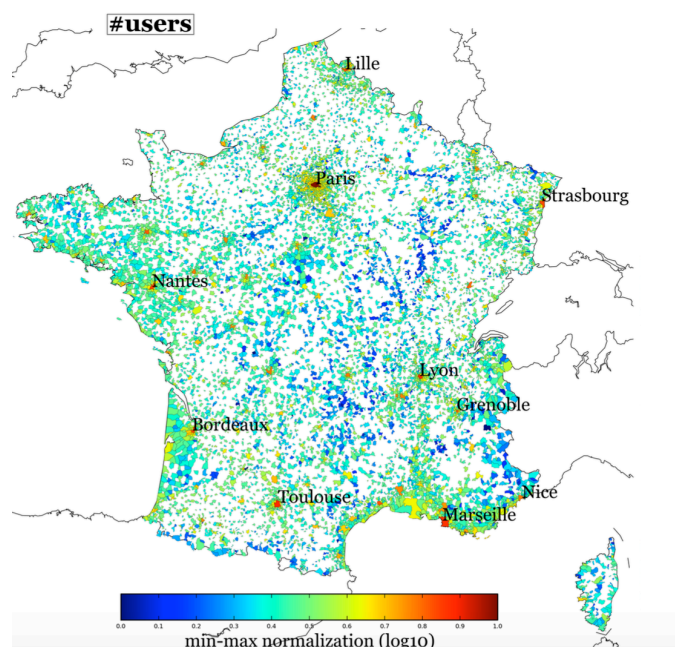 #users
Lille
Paris
Strasbourg
Nantes
Lyon
Grenoble
Bordeaux
Toulouse
Nice
Marseille
0.0 0.1 0.2 0.3 0.4 0.5 0.6 0.7 0.8 0.9 1.0
min-max normalization (log10)